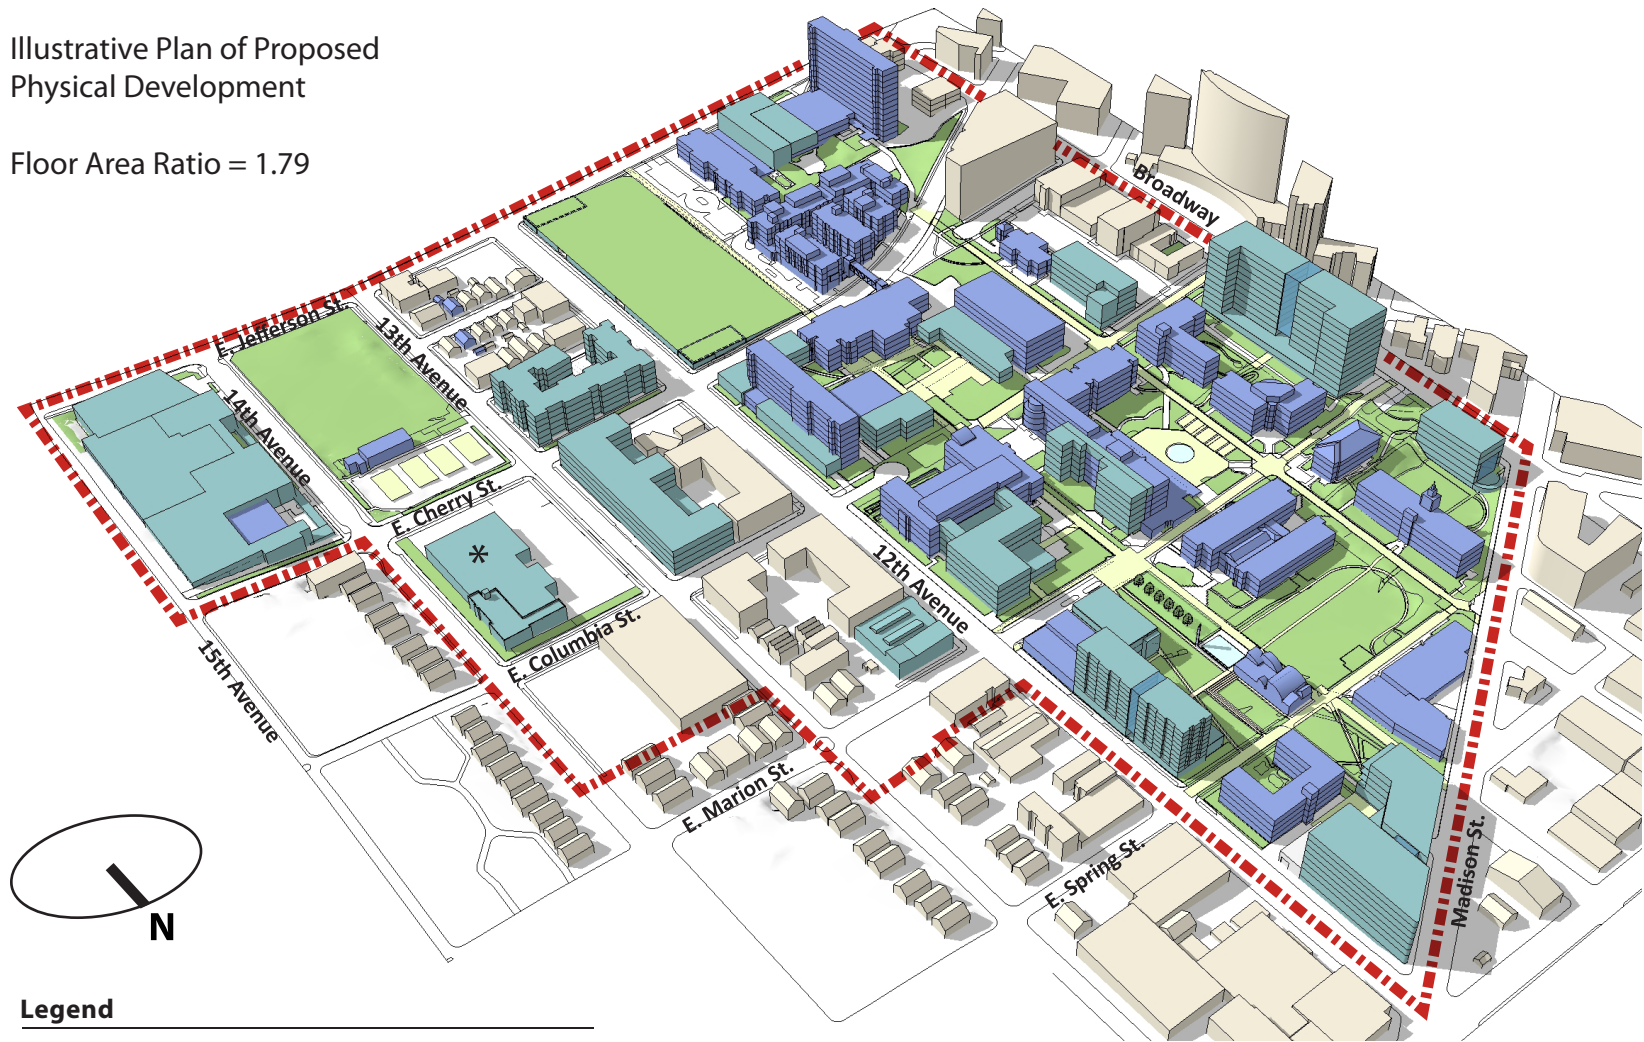 Illustrative Plan of Proposed
Physical Development
Floor Area Ratio = 1.79
Broadway
E. Jefferson St.
13th Avenue
14th Avenue
E. Cherry St.
*
12th Avenue
E. Columbia St.
15th Avenue
E. Marion St.
E. Spring St.
Madison St.
N
Legend